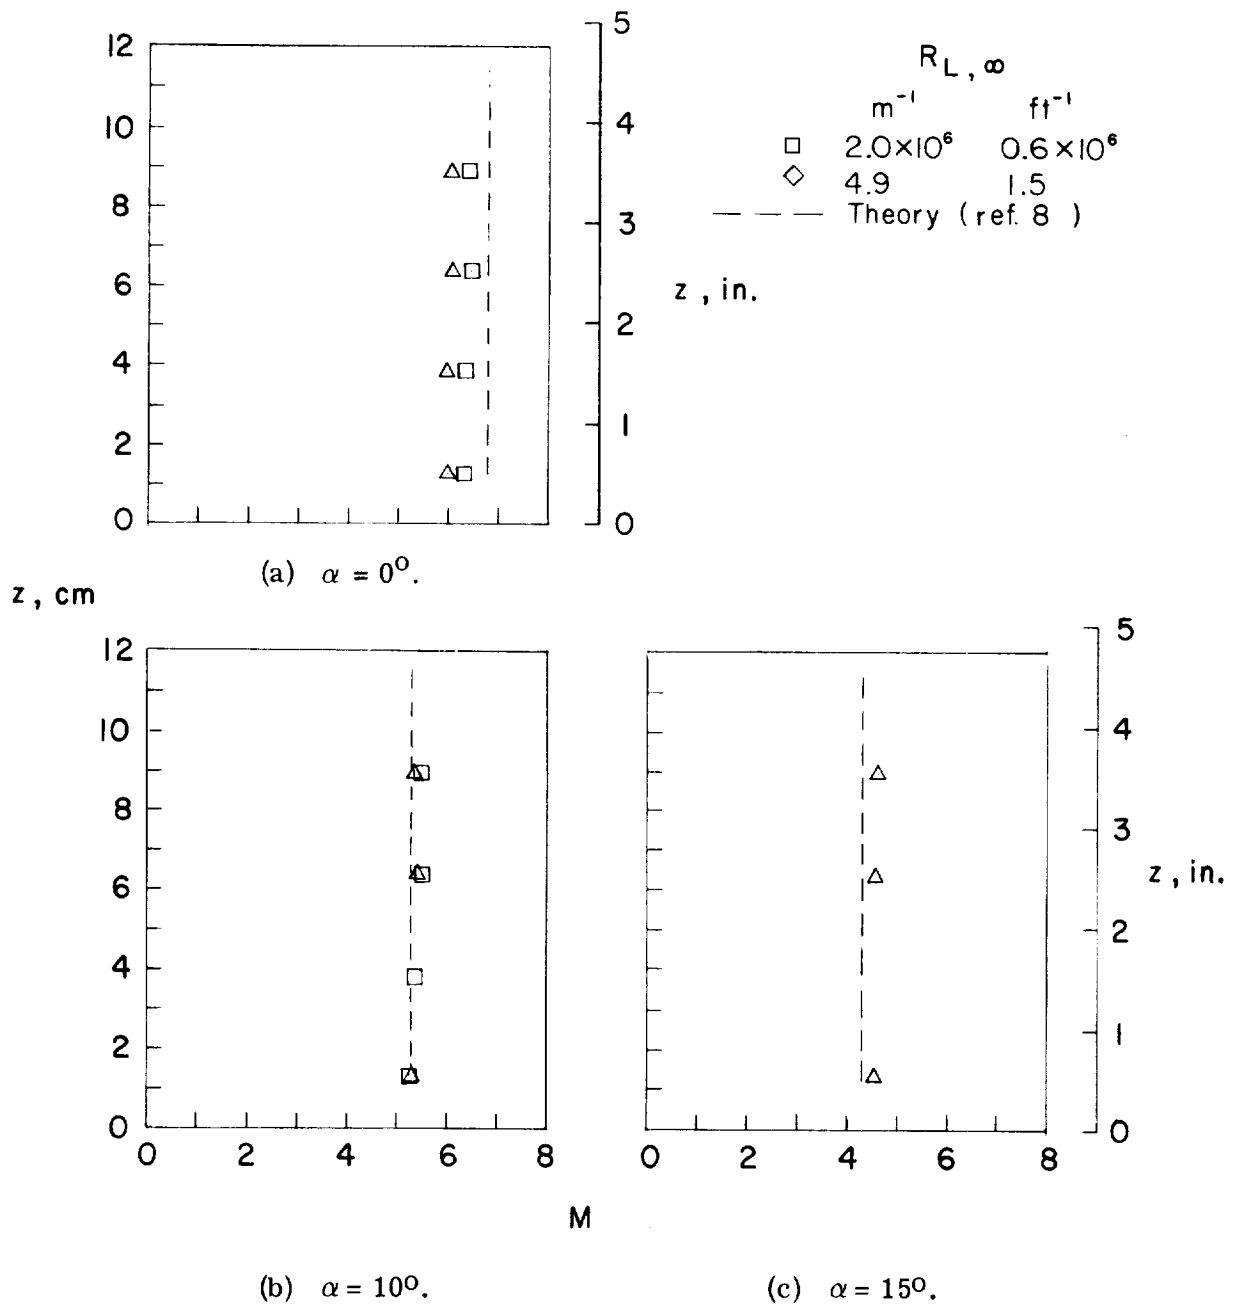 R L, ∞
m⁻¹ ft⁻¹
□ 2.0×10⁶ 0.6×10⁶
◇ 4.9 1.5
— — — Theory (ref. 8 )
12
10
8
6
4
2
0
5
4
3
2
1
0
z , in.
(a) α = 0°.
z , cm
12
10
8
6
4
2
0
0 2 4 6 8
5
4
3
2
1
0
z , in.
0 2 4 6 8
M
(b) α = 10°.
(c) α = 15°.